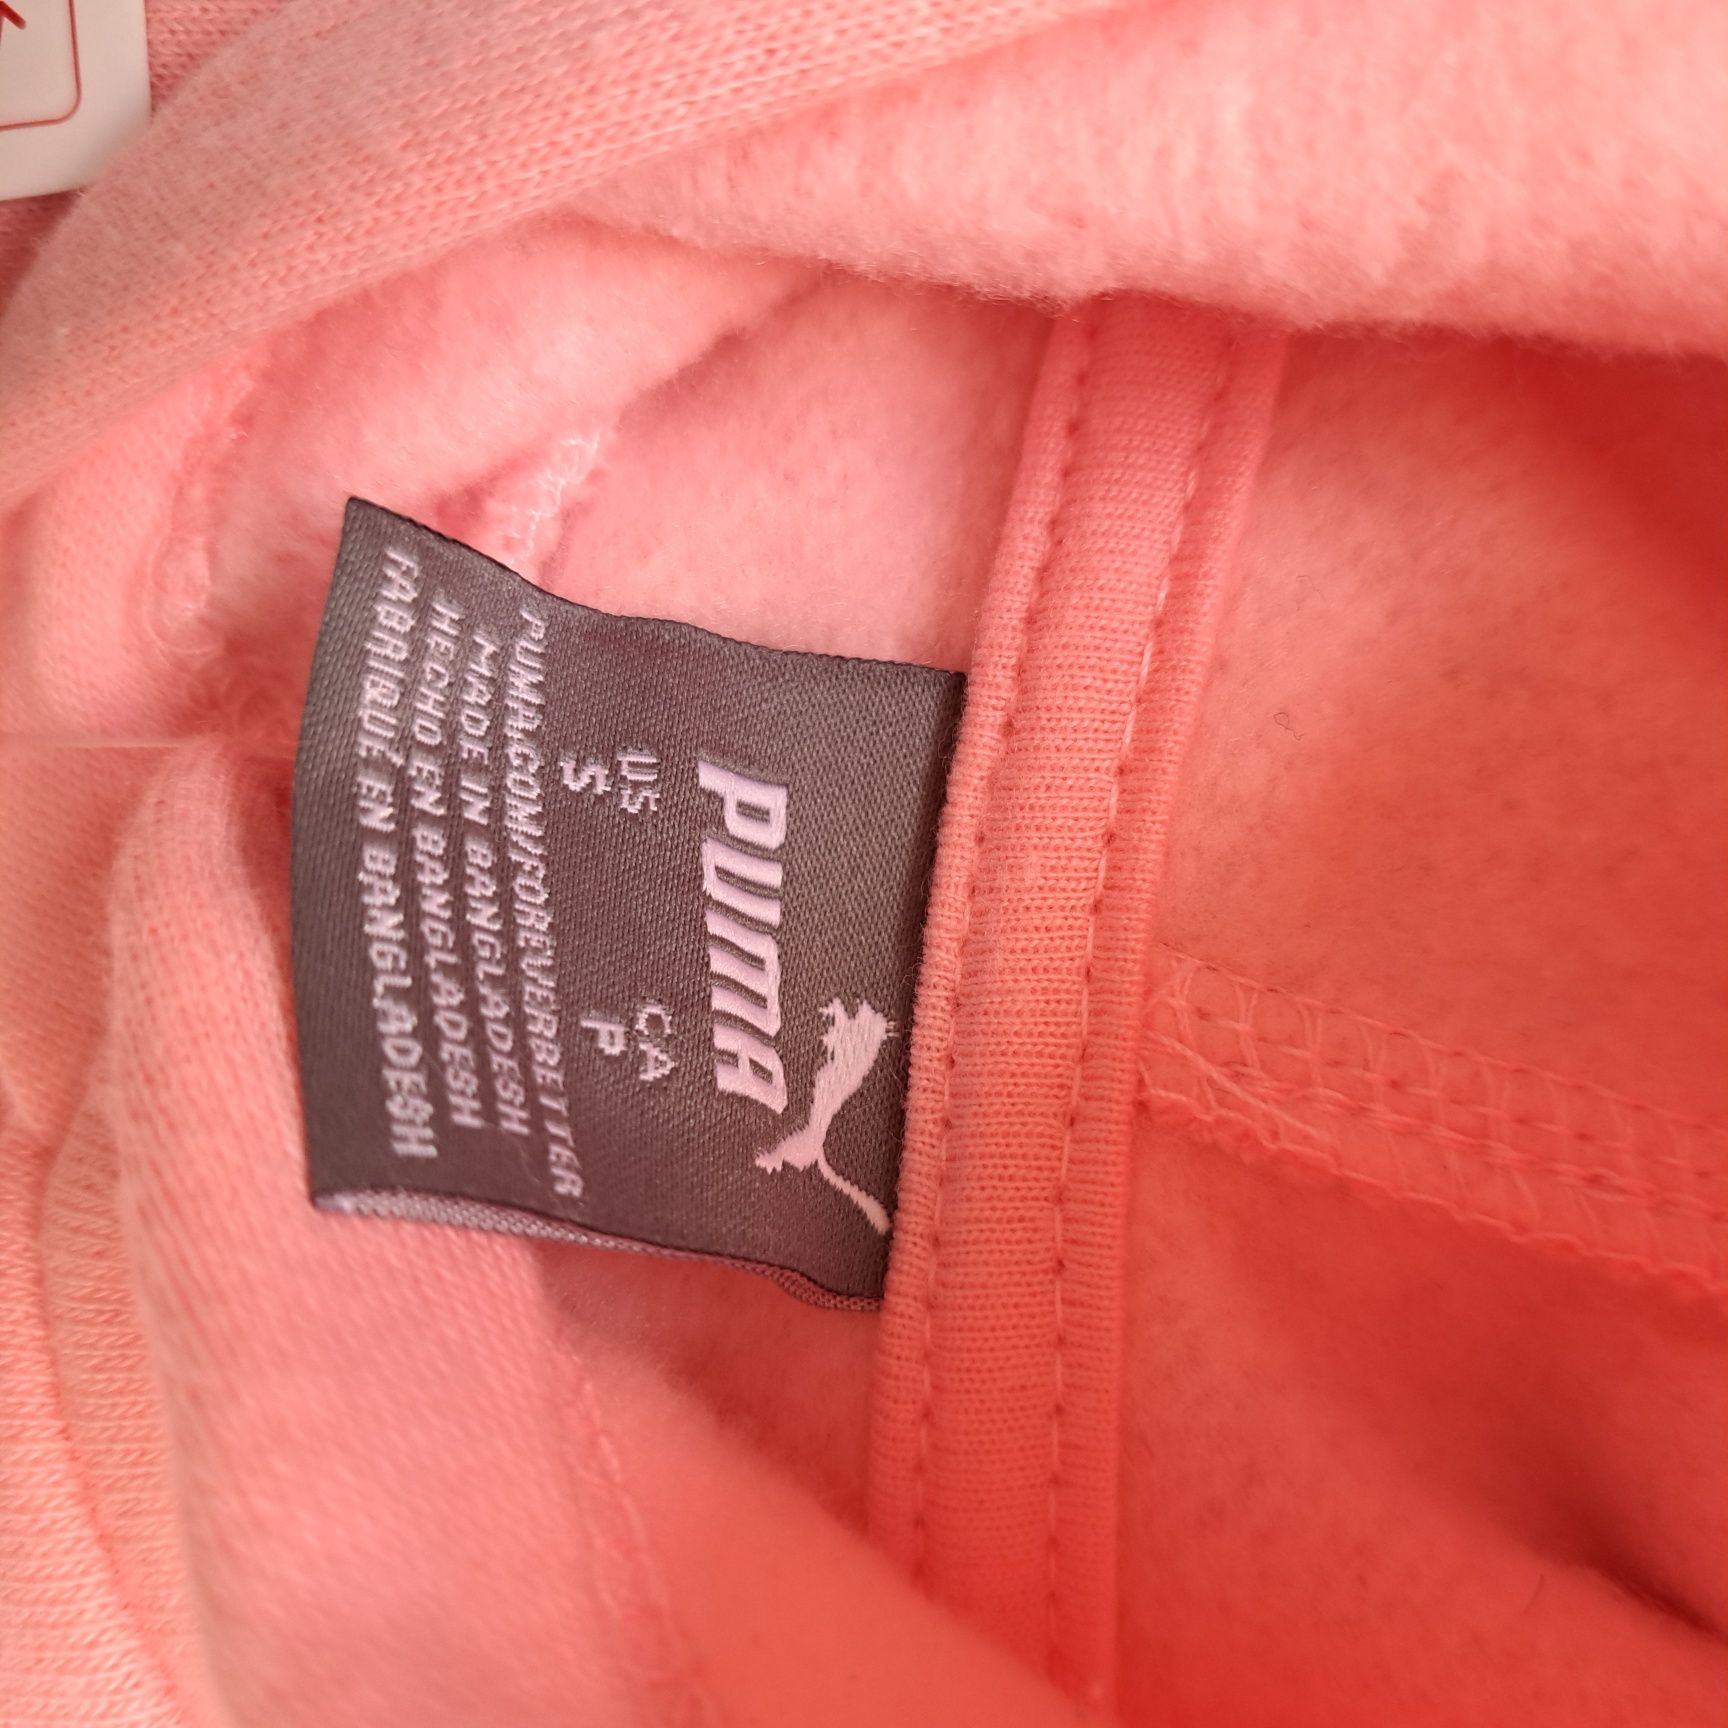 PUMA
US CA
S P
PUMA.COM/FOREVERBETTER
MADE IN BANGLADESH
HECHO EN BANGLADESH
FABRIQUÉ EN BANGLADESH